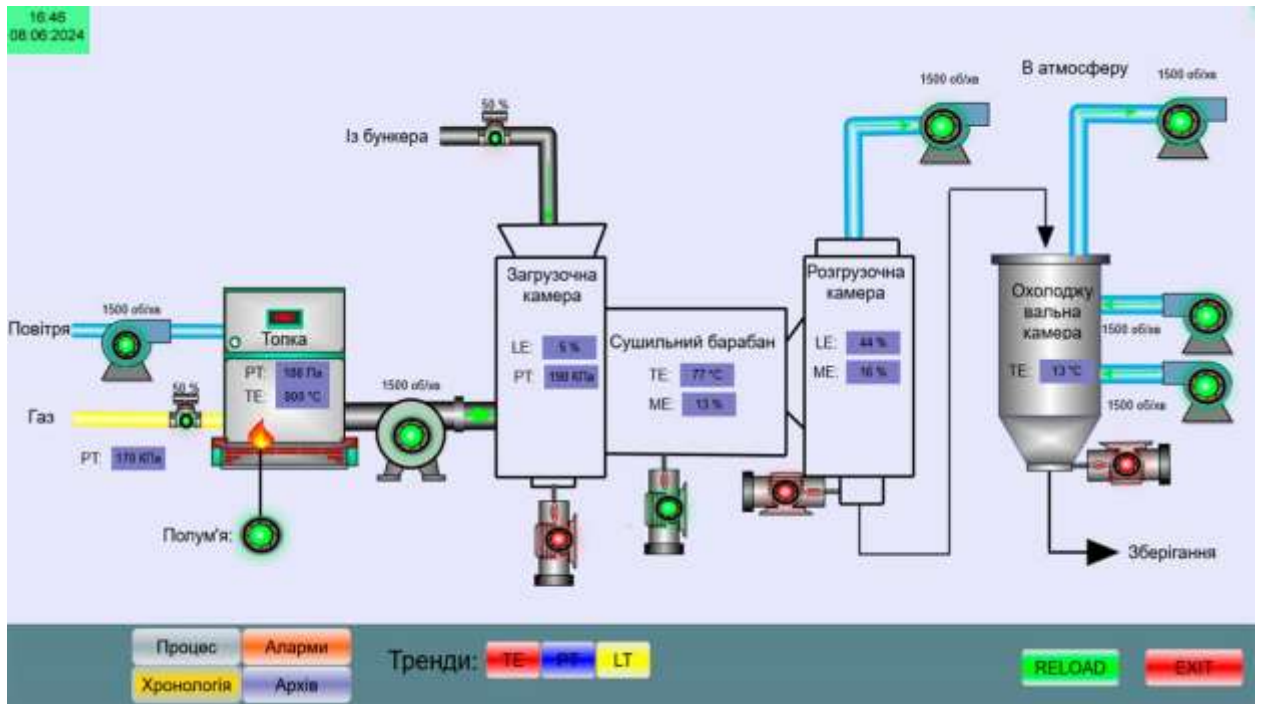 16:46
08.06.2024
1500 об/хв
В атмосферу
1500 об/хв
50 %
Із бункера
Загрузочна
камера
LE: 5 %
PT: 190 КПа
Розгрузочна
камера
LE: 44 %
ME: 16 %
Охолоджу
вальна
камера
TE: 13 °C
1500 об/хв
1500 об/хв
1500 об/хв
Повітря
Топка
PT:
TE:
Сушильний барабан
TE: 77 °C
ME: 13 %
50 %
1500 об/хв
Газ
PT: 170 КПа
Полум'я:
Зберігання
Процес
Аларми
Хронологія
Архів
Тренди: TE PT LT
RELOAD
EXIT